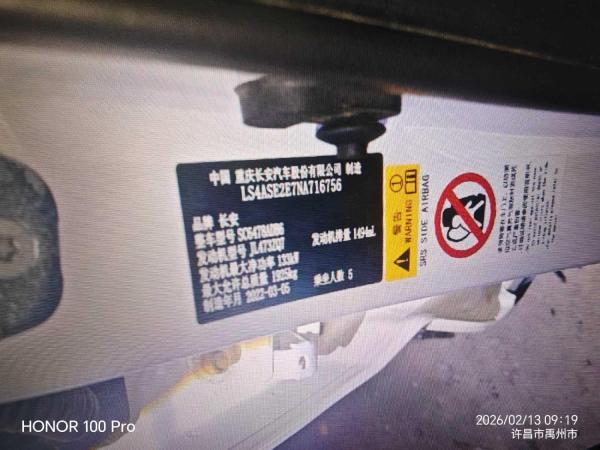 中国 重庆长安汽车股份有限公司 制造
LS4ASE2E7NA716756
品牌 长安
整车型号 SC6478ADB6
发动机型号 JL473ZQ7 发动机排量 1494mL
发动机最大净功率 133kW
最大允许总质量 1925kg 乘坐人数 5
制造年月 2022-03-05
警告
WARNING
SRS SIDE AIRBAG
HONOR 100 Pro
2026/02/13 09:19
许昌市禹州市